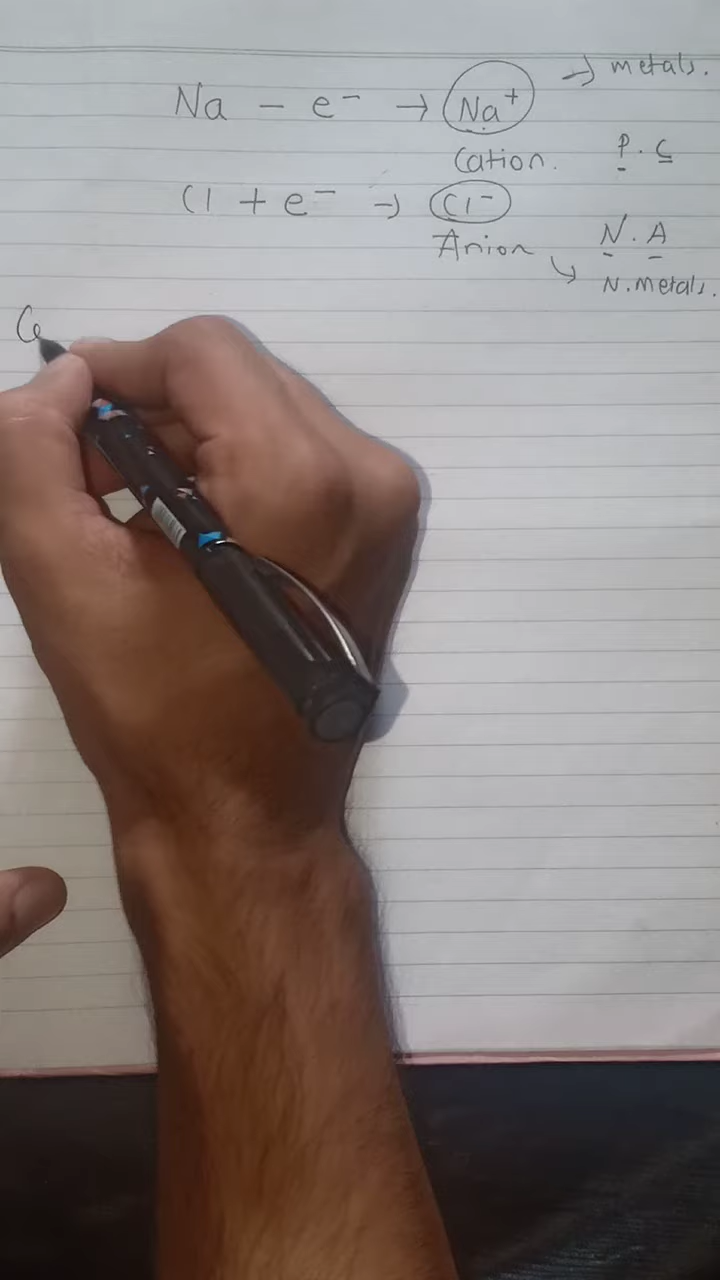 Na - e⁻ → Na⁺ → metals.
Cation. P.C
Cl + e⁻ → Cl⁻
Anion N.A
↳ N.metals.